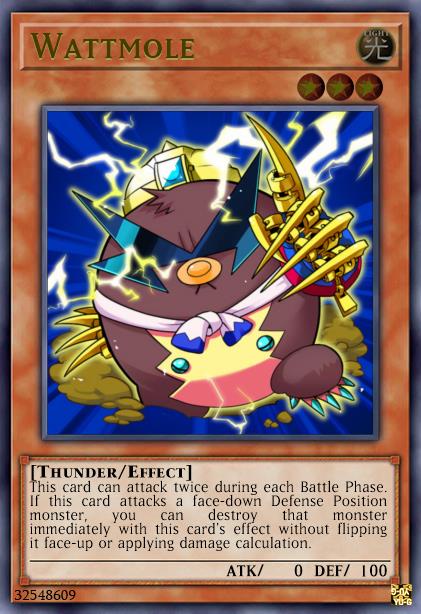 WATTMOLE
LIGHT
光
[THUNDER/EFFECT]
This card can attack twice during each Battle Phase.
If this card attacks a face-down Defense Position
monster, you can destroy that monster
immediately with this card's effect without flipping
it face-up or applying damage calculation.
ATK/ 0 DEF/ 100
32548609